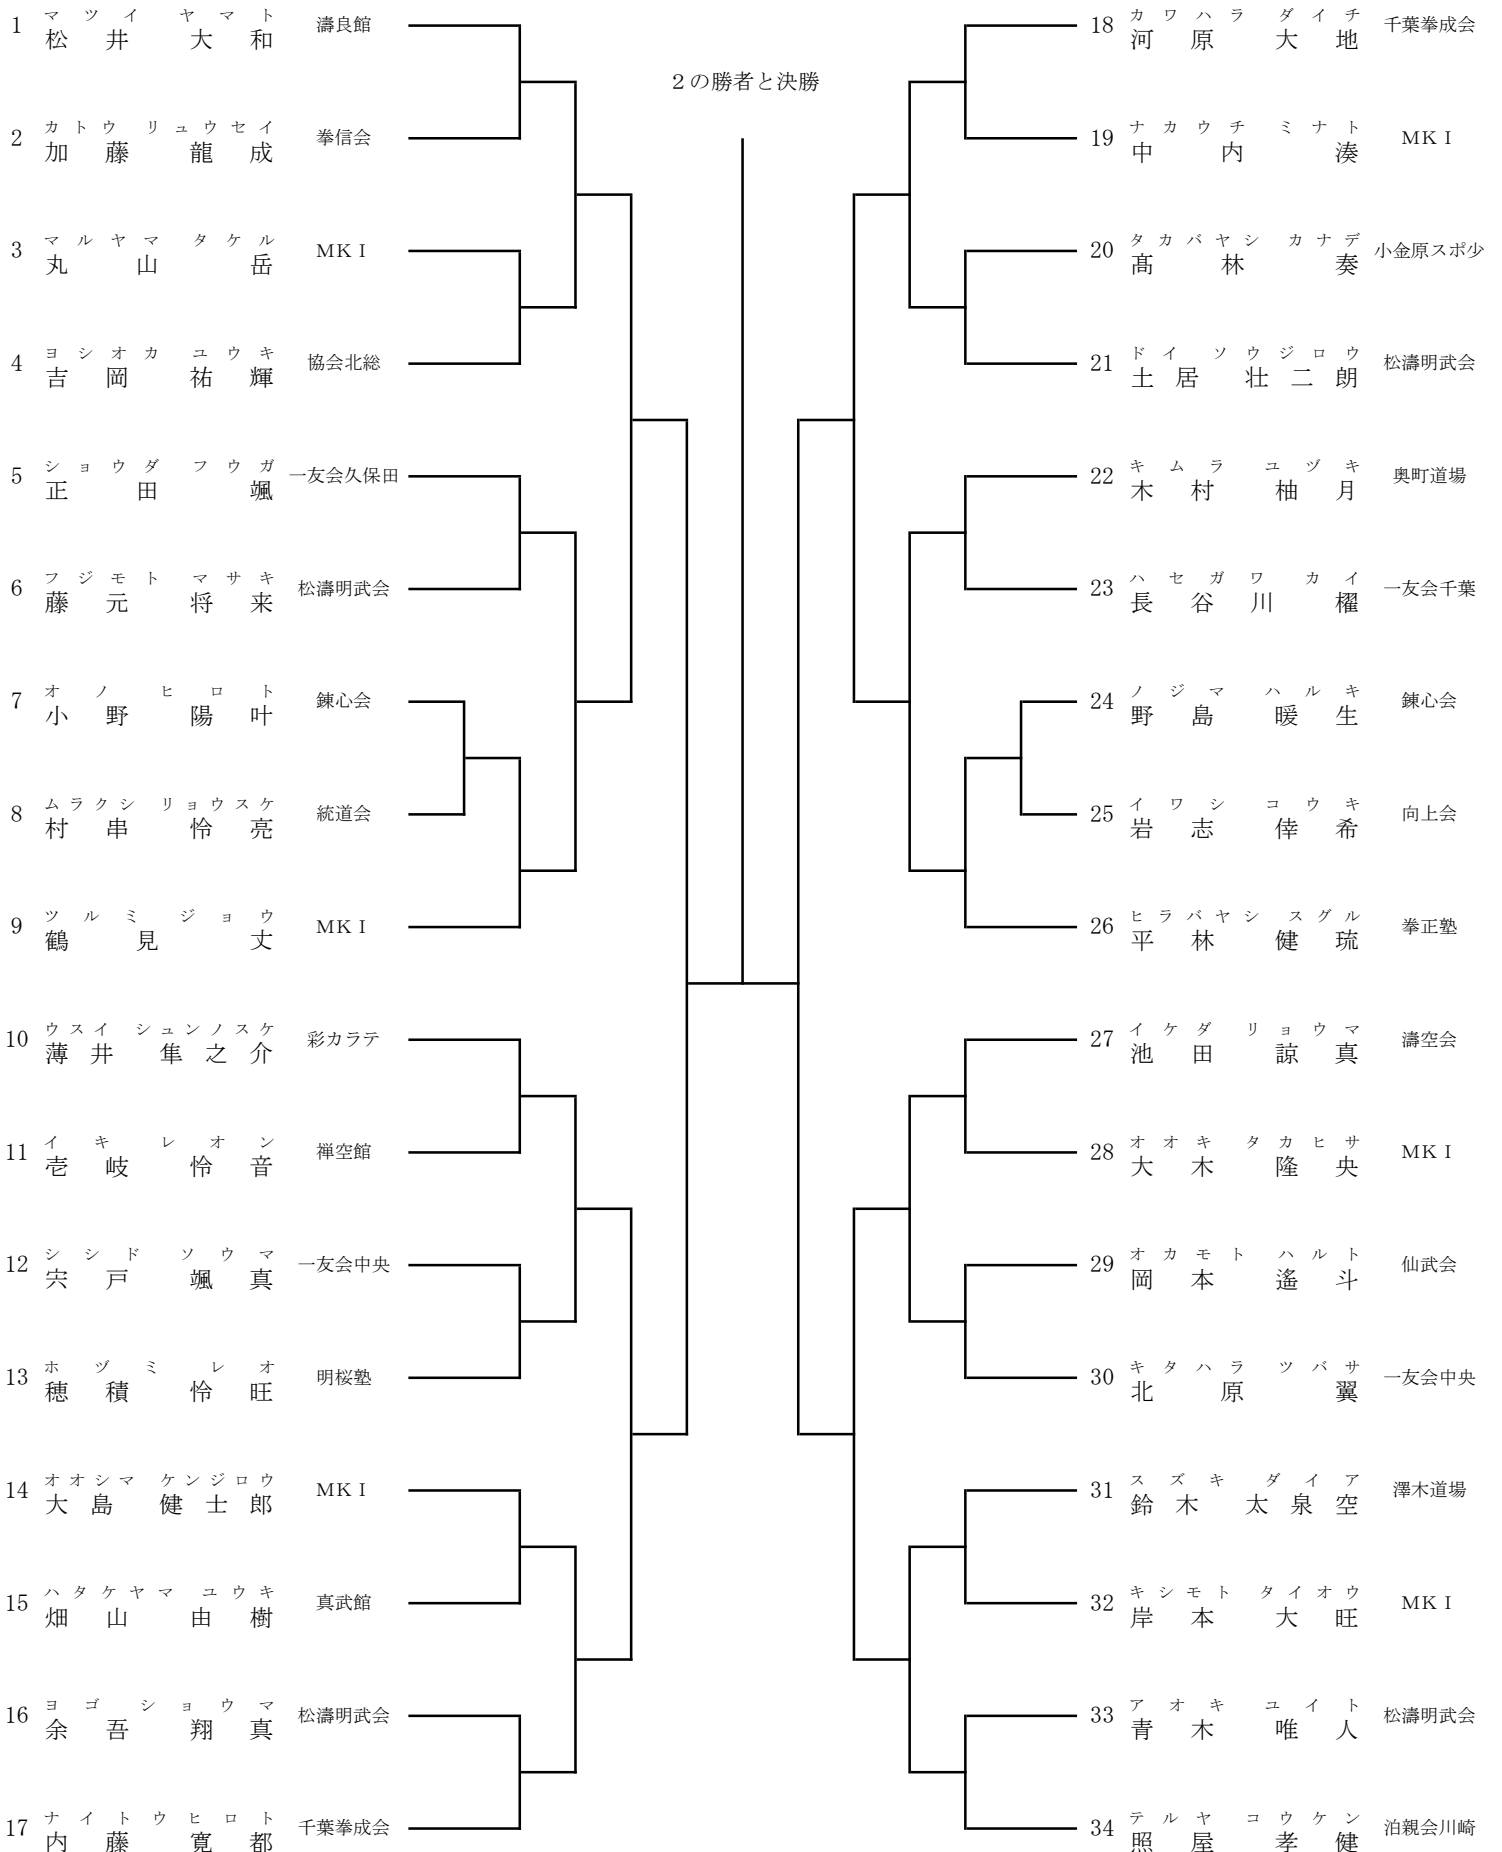 ２の勝者と決勝
マツイ ヤマト
1 松井 大和 濤良館
カトウ リュウセイ
2 加藤 龍成 拳信会
マルヤマ タケル
3 丸山 岳 ＭＫＩ
ヨシオカ ユウキ
4 吉岡 祐輝 協会北総
ショウダ フウガ
5 正田 颯 一友会久保田
フジモト マサキ
6 藤元 将来 松濤明武会
オノ ヒロト
7 小野 陽叶 錬心会
ムラクシ リョウスケ
8 村串 怜亮 統道会
ツルミ ジョウ
9 鶴見 丈 ＭＫＩ
ウスイ シュンノスケ
10 薄井 隼之介 彩カラテ
イキ レオン
11 壱岐 怜音 禅空館
シシド ソウマ
12 宍戸 颯真 一友会中央
ホヅミ レオ
13 穂積 怜旺 明桜塾
オオシマ ケンジロウ
14 大島 健士郎 ＭＫＩ
ハタケヤマ ユウキ
15 畑山 由樹 真武館
ヨゴ ショウマ
16 余吾 翔真 松濤明武会
ナイトウ ヒロト
17 内藤 寛都 千葉拳成会
カワハラ ダイチ
18 河原 大地 千葉拳成会
ナカウチ ミナト
19 中内 湊 ＭＫＩ
タカバヤシ カナデ
20 髙林 奏 小金原スポ少
ドイ ソウジロウ
21 土居 壮二朗 松濤明武会
キムラ ユヅキ
22 木村 柚月 奥町道場
ハセガワ カイ
23 長谷川 櫂 一友会千葉
ノジマ ハルキ
24 野島 暖生 錬心会
イワシ コウキ
25 岩志 倖希 向上会
ヒラバヤシ スグル
26 平林 健琉 拳正塾
イケダ リョウマ
27 池田 諒真 濤空会
オオキ タカヒサ
28 大木 隆央 ＭＫＩ
オカモト ハルト
29 岡本 遙斗 仙武会
キタハラ ツバサ
30 北原 翼 一友会中央
スズキ ダイア
31 鈴木 太泉空 澤木道場
キシモト タイオウ
32 岸本 大旺 ＭＫＩ
アオキ ユイト
33 青木 唯人 松濤明武会
テルヤ コウケン
34 照屋 孝健 泊親会川崎